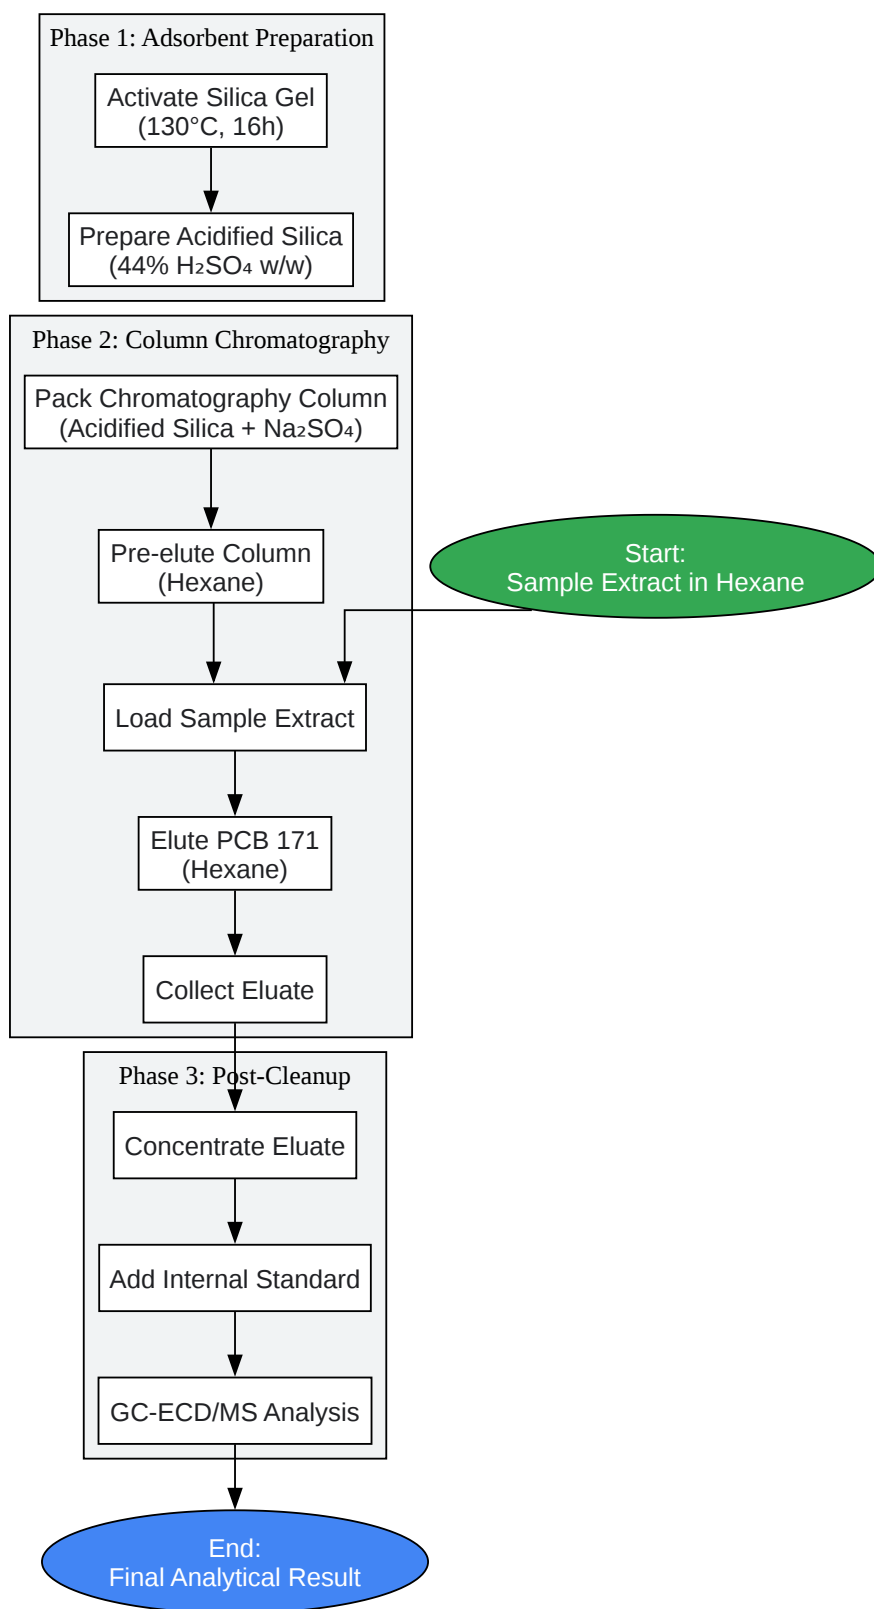 Phase 1: Adsorbent Preparation
Activate Silica Gel
(130°C, 16h)
Prepare Acidified Silica
(44% H₂SO₄ w/w)
Phase 2: Column Chromatography
Pack Chromatography Column
(Acidified Silica + Na₂SO₄)
Pre-elute Column
(Hexane)
Start:
Sample Extract in Hexane
Load Sample Extract
Elute PCB 171
(Hexane)
Collect Eluate
Phase 3: Post-Cleanup
Concentrate Eluate
Add Internal Standard
GC-ECD/MS Analysis
End:
Final Analytical Result